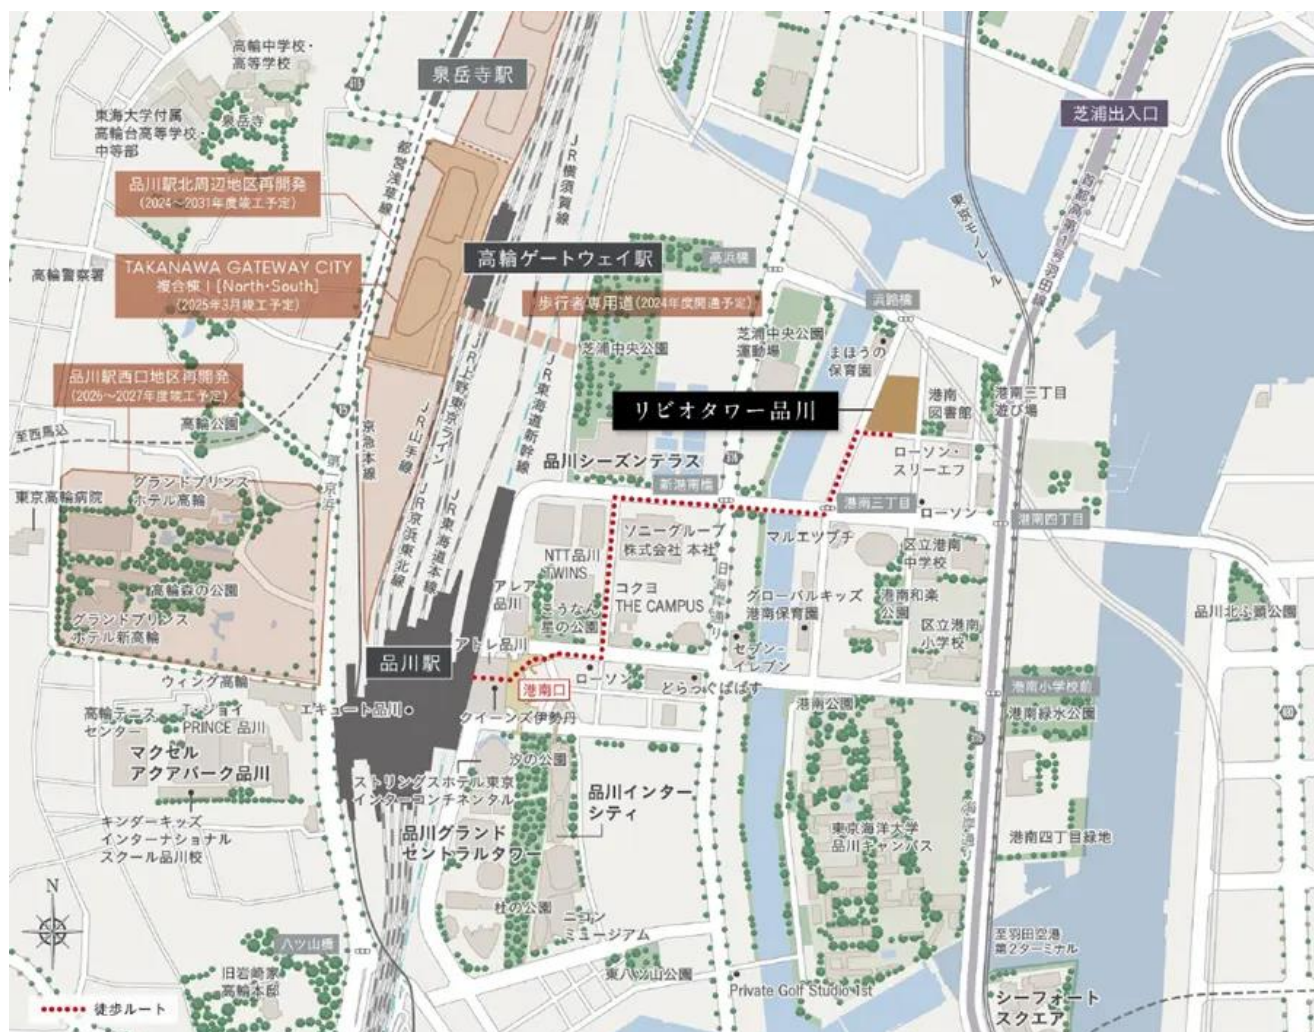 高輪中学校・
高等学校
泉岳寺駅
東海大学付属
高輪台高等学校・
中等部
泉岳寺
芝浦出入口
都営浅草線
JR横須賀線
品川駅北周辺地区再開発
(2024〜2031年度竣工予定)
首都高第1号羽田線
東京モノレール
高輪警察署
TAKANAWA GATEWAY CITY
複合棟Ⅰ[North・South]
(2025年3月竣工予定)
高輪ゲートウェイ駅
高浜橋
歩行者専用道(2024年度開通予定)
浜路橋
芝浦中央公園
芝浦中央公園
運動場
まほうの
保育園
品川駅西口地区再開発
(2026〜2027年度竣工予定)
15
高輪公園
至西馬込
京急本線
第一京浜
JR山手線
JR上野東京ライン
JR京浜東北線
JR東海道本線
JR東海道新幹線
リビオタワー品川
港南
図書館
港南三丁目
遊び場
ローソン・
スリーエフ
品川シーズンテラス
新港南橋
港南三丁目
ローソン
港南四丁目
東京高輪病院
グランドプリンス
ホテル高輪
高輪森の公園
グランドプリンス
ホテル新高輪
NTT品川
TWINS
ソニーグループ
株式会社 本社
マルエツプチ
区立港南
中学校
アレア
品川
こうなん
星の公園
コクヨ
THE CAMPUS
旧海岸通り
グローバルキッズ
港南保育園
港南和楽
公園
区立港南
小学校
品川北ふ頭公園
アトレ品川
品川駅
セブン-
イレブン
ローソン
どらっぐぱぱす
港南口
港南小学校前
ウィング高輪
エキュート品川
クイーンズ伊勢丹
港南公園
港南緑水公園
高輪テニス
センター
T・ジョイ
PRINCE 品川
マクセル
アクアパーク品川
汐の公園
ストリングスホテル東京
インターコンチネンタル
品川インター
シティ
キンダーキッズ
インターナショナル
スクール品川校
品川グランド
セントラルタワー
東京海洋大学
品川キャンパス
海岸通り
港南四丁目緑地
N
杜の公園
ニコン
ミュージアム
八ツ山橋
旧岩崎家
高輪本邸
東八ツ山公園
Private Golf Studio 1st
至羽田空港
第2ターミナル
シーフォート
スクエア
徒歩ルート